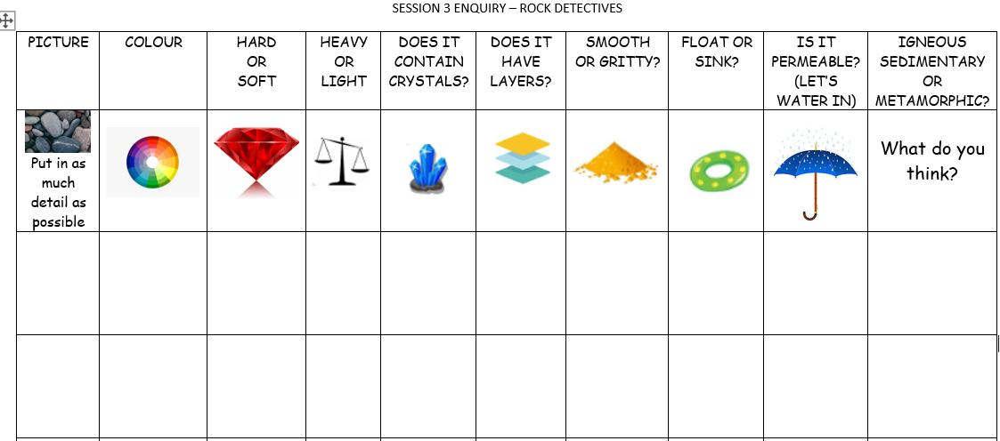 SESSION 3 ENQUIRY – ROCK DETECTIVES
PICTURE
COLOUR
HARD
OR
SOFT
HEAVY
OR
LIGHT
DOES IT
CONTAIN
CRYSTALS?
DOES IT
HAVE
LAYERS?
SMOOTH
OR GRITTY?
FLOAT OR
SINK?
IS IT
PERMEABLE?
(LET'S
WATER IN)
IGNEOUS
SEDIMENTARY
OR
METAMORPHIC?
Put in as
much
detail as
possible
What do you
think?